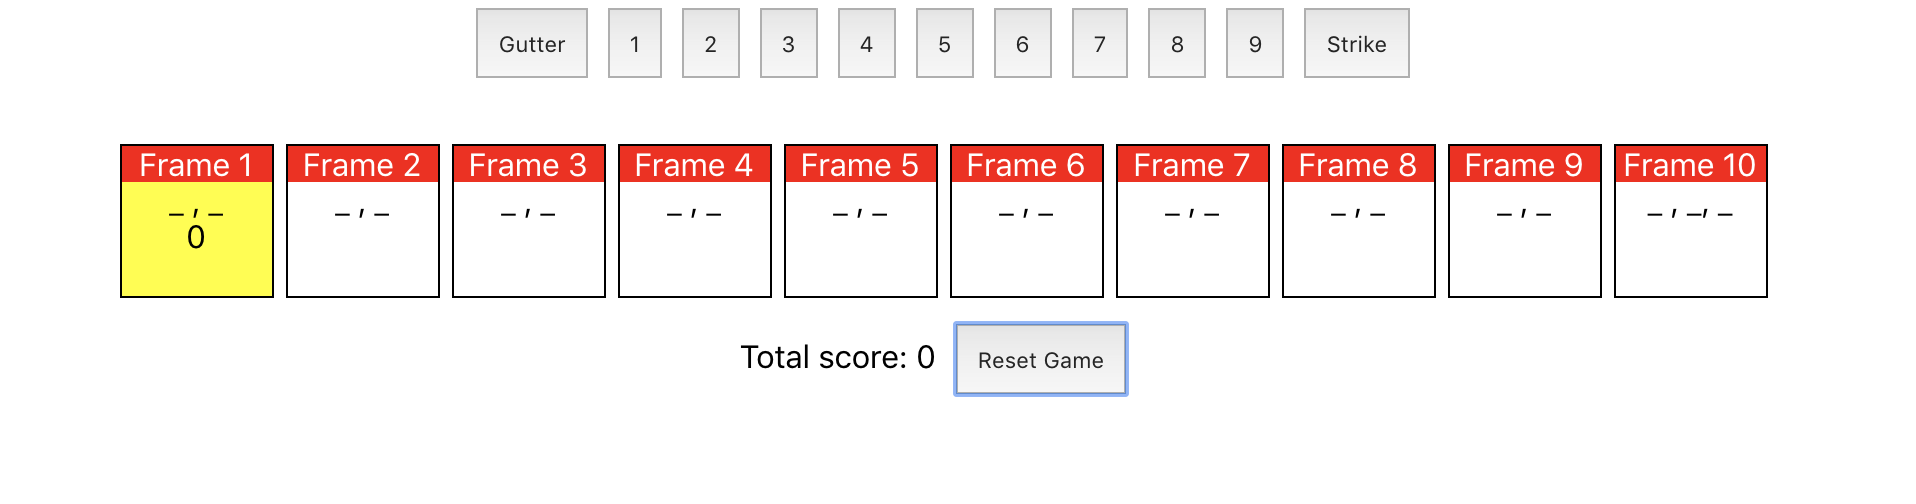 Gutter 1 2 3 4 5 6 7 8 9 Strike
Frame 1 Frame 2 Frame 3 Frame 4 Frame 5 Frame 6 Frame 7 Frame 8 Frame 9 Frame 10
– , – – , – – , – – , – – , – – , – – , – – , – – , – – , –, –
0
Total score: 0 Reset Game